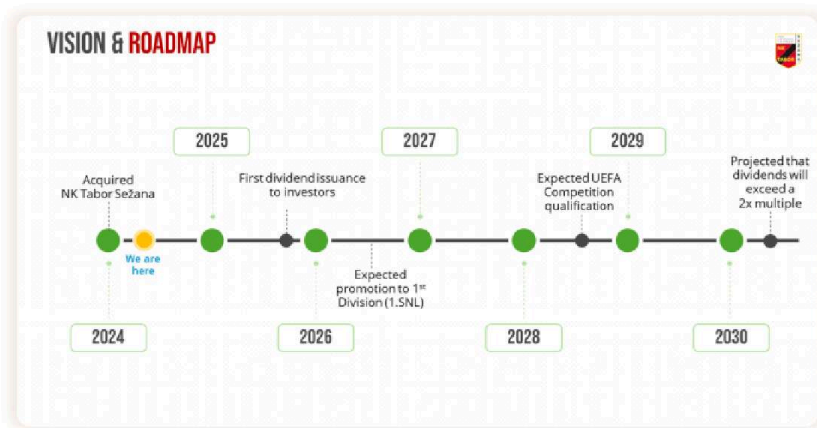 VISION & ROADMAP
NK
TABOR
2025
2027
2029
Acquired
NK Tabor Sežana
First dividend issuance
to investors
Expected UEFA
Competition
qualification
Projected that
dividends will
exceed a
2x multiple
We are
here
Expected
promotion to 1st
Division (1.SNL)
2024
2026
2028
2030